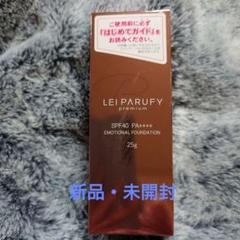 ご使用前に必ず
「はじめてガイド」を
お読みください。
LEI PARUFY
premium
SPF40 PA++++
EMOTIONAL FOUNDATION
25g
新品・未開封